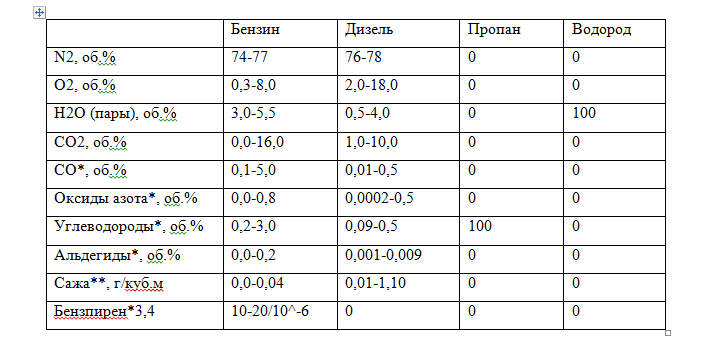 Бензин Дизель Пропан Водород
N2, об.% 74-77 76-78 0 0
O2, об.% 0,3-8,0 2,0-18,0 0 0
H2O (пары), об.% 3,0-5,5 0,5-4,0 0 100
CO2, об.% 0,0-16,0 1,0-10,0 0 0
CO*, об.% 0,1-5,0 0,01-0,5 0 0
Оксиды азота*, об.% 0,0-0,8 0,0002-0,5 0 0
Углеводороды*, об.% 0,2-3,0 0,09-0,5 100 0
Альдегиды*, об.% 0,0-0,2 0,001-0,009 0 0
Сажа**, г/куб.м 0,0-0,04 0,01-1,10 0 0
Бензпирен*3,4 10-20/10^-6 0 0 0